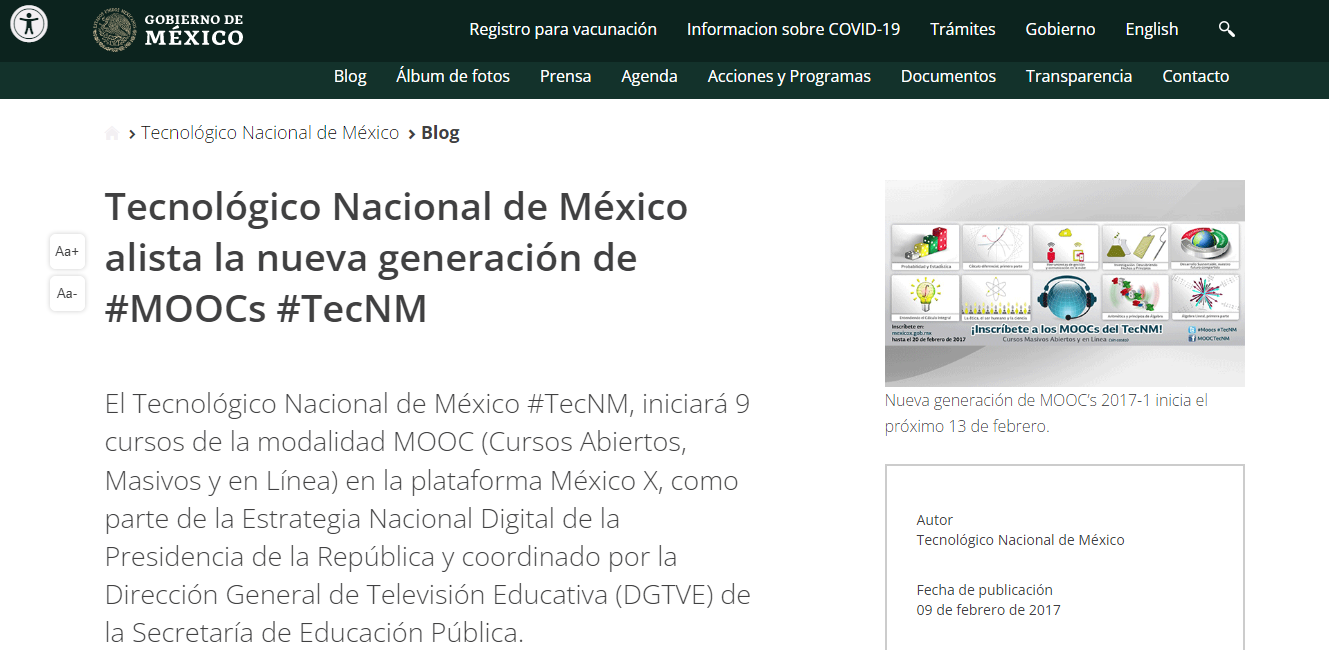 GOBIERNO DE
MÉXICO
Registro para vacunación
Informacion sobre COVID-19
Trámites
Gobierno
English
Blog
Álbum de fotos
Prensa
Agenda
Acciones y Programas
Documentos
Transparencia
Contacto
Tecnológico Nacional de México
Blog
Aa+
Aa-
Tecnológico Nacional de México
alista la nueva generación de
#MOOCs #TecNM
El Tecnológico Nacional de México #TecNM, iniciará 9
cursos de la modalidad MOOC (Cursos Abiertos,
Masivos y en Línea) en la plataforma México X, como
parte de la Estrategia Nacional Digital de la
Presidencia de la República y coordinado por la
Dirección General de Televisión Educativa (DGTVE) de
la Secretaría de Educación Pública.
Probabilidad y Estadística
Cálculo diferencial, primera parte
Inscríbete en:
mexicox.gob.mx
hasta el 20 de febrero de 2017
¡Inscríbete a los MOOCs del TecNM!
Cursos Masivos Abiertos y en Línea
#Moocs #TecNM
MOOCTecNM
Nueva generación de MOOC’s 2017-1 inicia el
próximo 13 de febrero.
Autor
Tecnológico Nacional de México
Fecha de publicación
09 de febrero de 2017